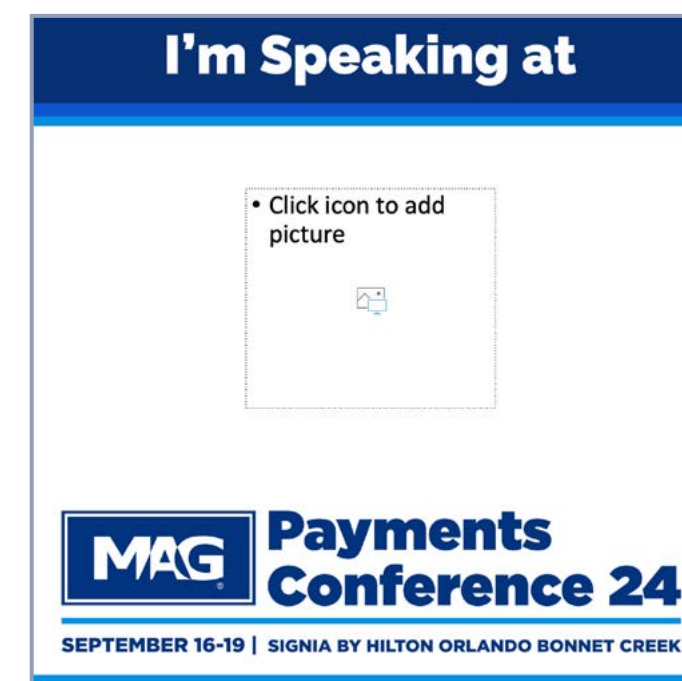 I'm Speaking at
• Click icon to add
picture
MAG®
Payments
Conference 24
SEPTEMBER 16-19 | SIGNIA BY HILTON ORLANDO BONNET CREEK